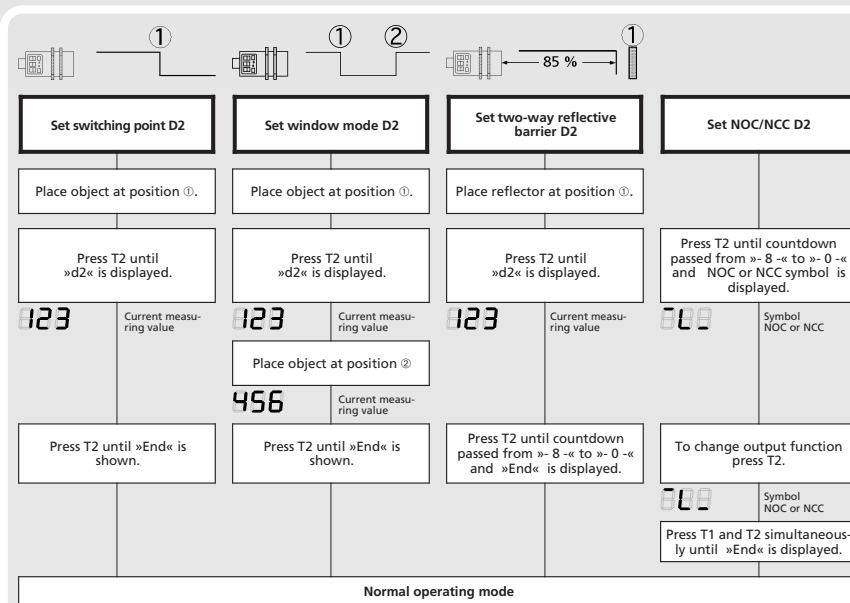 ①
①
②
①
85 %
Set switching point D2
Set window mode D2
Set two-way reflective
barrier D2
Set NOC/NCC D2
Place object at position ①.
Place object at position ①.
Place reflector at position ①.
Press T2 until
»d2« is displayed.
Press T2 until
»d2« is displayed.
Press T2 until
»d2« is displayed.
Press T2 until countdown
passed from »- 8 -« to »- 0 -«
and NOC or NCC symbol is
displayed.
123
Current measu-
ring value
123
Current measu-
ring value
123
Current measu-
ring value
Symbol
NOC or NCC
Place object at position ②
456
Current measu-
ring value
Press T2 until »End« is
shown.
Press T2 until »End« is
shown.
Press T2 until countdown
passed from »- 8 -« to »- 0 -«
and »End« is displayed.
To change output function
press T2.
Symbol
NOC or NCC
Press T1 and T2 simultaneous-
ly until »End« is displayed.
Normal operating mode